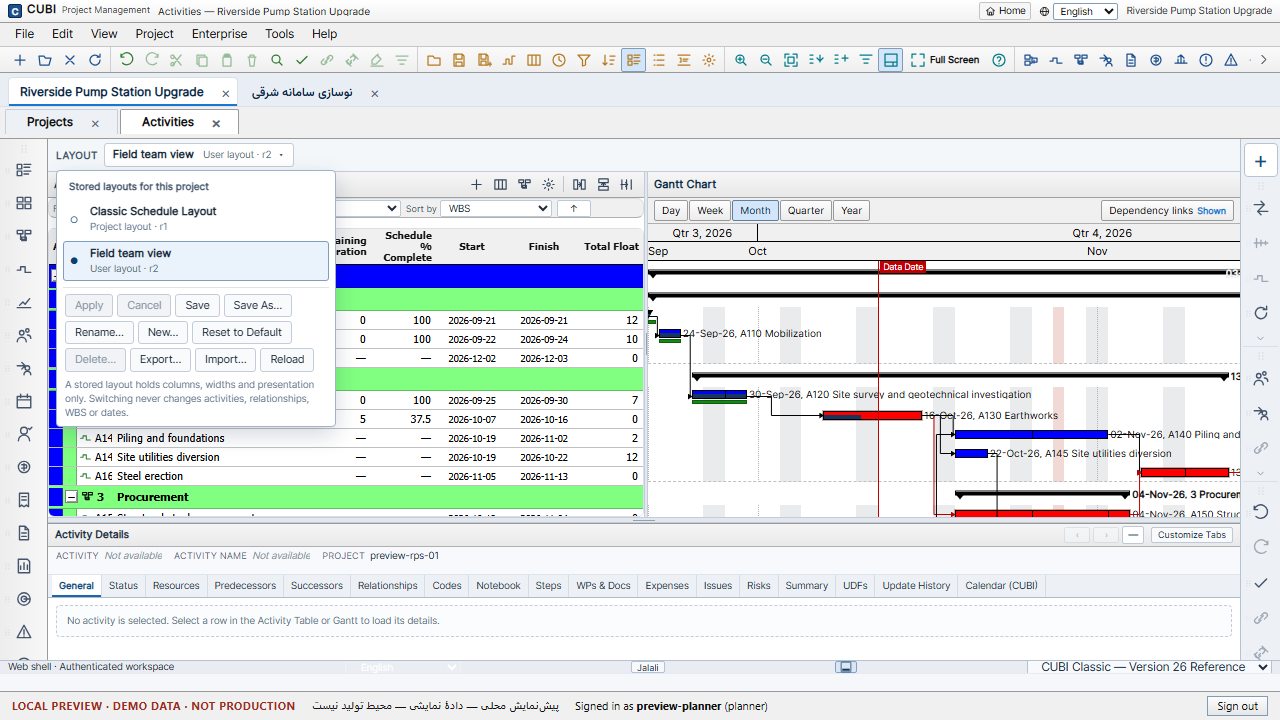 CUBI Project Management Activities — Riverside Pump Station Upgrade
Home English Riverside Pump Station Upgrade
File Edit View Project Enterprise Tools Help
Full Screen
Riverside Pump Station Upgrade × نوسازی سامانه شرقی ×
Projects × Activities ×
LAYOUT Field team view User layout · r2
Stored layouts for this project
Classic Schedule Layout
Project layout · r1
Field team view
User layout · r2
Apply Cancel Save Save As...
Rename... New... Reset to Default
Delete... Export... Import... Reload
A stored layout holds columns, widths and presentation
only. Switching never changes activities, relationships,
WBS or dates.
Sort by WBS
Schedule % Complete Start Finish Total Float
0 100 2026-09-21 2026-09-21 12
0 100 2026-09-22 2026-09-24 10
— — 2026-12-02 2026-12-03 0
0 100 2026-09-25 2026-09-30 7
5 37.5 2026-10-07 2026-10-16 0
A14 Piling and foundations — — 2026-10-19 2026-11-02 2
A14 Site utilities diversion — — 2026-10-19 2026-10-22 12
A16 Steel erection — — 2026-11-05 2026-11-13 0
3 Procurement
Gantt Chart
Day Week Month Quarter Year Dependency links Shown
Qtr 3, 2026 Qtr 4, 2026
Sep Oct Nov
Data Date
24-Sep-26, A110 Mobilization
30-Sep-26, A120 Site survey and geotechnical investigation
16-Oct-26, A130 Earthworks
02-Nov-26, A140 Piling and
22-Oct-26, A145 Site utilities diversion
04-Nov-26, 3 Procurem
04-Nov-26, A150 Struc
Activity Details
Customize Tabs
ACTIVITY Not available ACTIVITY NAME Not available PROJECT preview-rps-01
General Status Resources Predecessors Successors Relationships Codes Notebook Steps WPs & Docs Expenses Issues Risks Summary UDFs Update History Calendar (CUBI)
No activity is selected. Select a row in the Activity Table or Gantt to load its details.
Web shell · Authenticated workspace English Jalali CUBI Classic — Version 26 Reference
LOCAL PREVIEW · DEMO DATA · NOT PRODUCTION پیش‌نمایش محلی — دادهٔ نمایشی — محیط تولید نیست Signed in as preview-planner (planner) Sign out